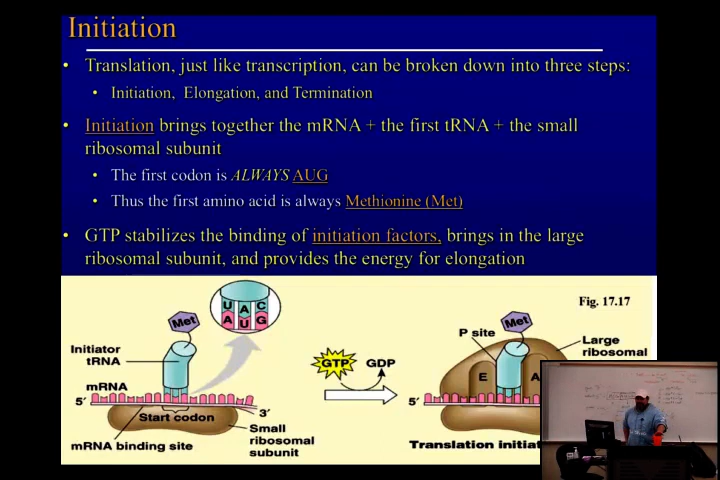 Initiation
• Translation, just like transcription, can be broken down into three steps:
• Initiation, Elongation, and Termination
• Initiation brings together the mRNA + the first tRNA + the small
ribosomal subunit
• The first codon is ALWAYS AUG
• Thus the first amino acid is always Methionine (Met)
• GTP stabilizes the binding of initiation factors, brings in the large
ribosomal subunit, and provides the energy for elongation
Fig. 17.17
U A C
A U G
Met
Initiator
tRNA
mRNA
5'
Start codon
3'
mRNA binding site
Small
ribosomal
subunit
GTP
GDP
P site
Met
Large
ribosomal
E
A
5'
Translation initiat